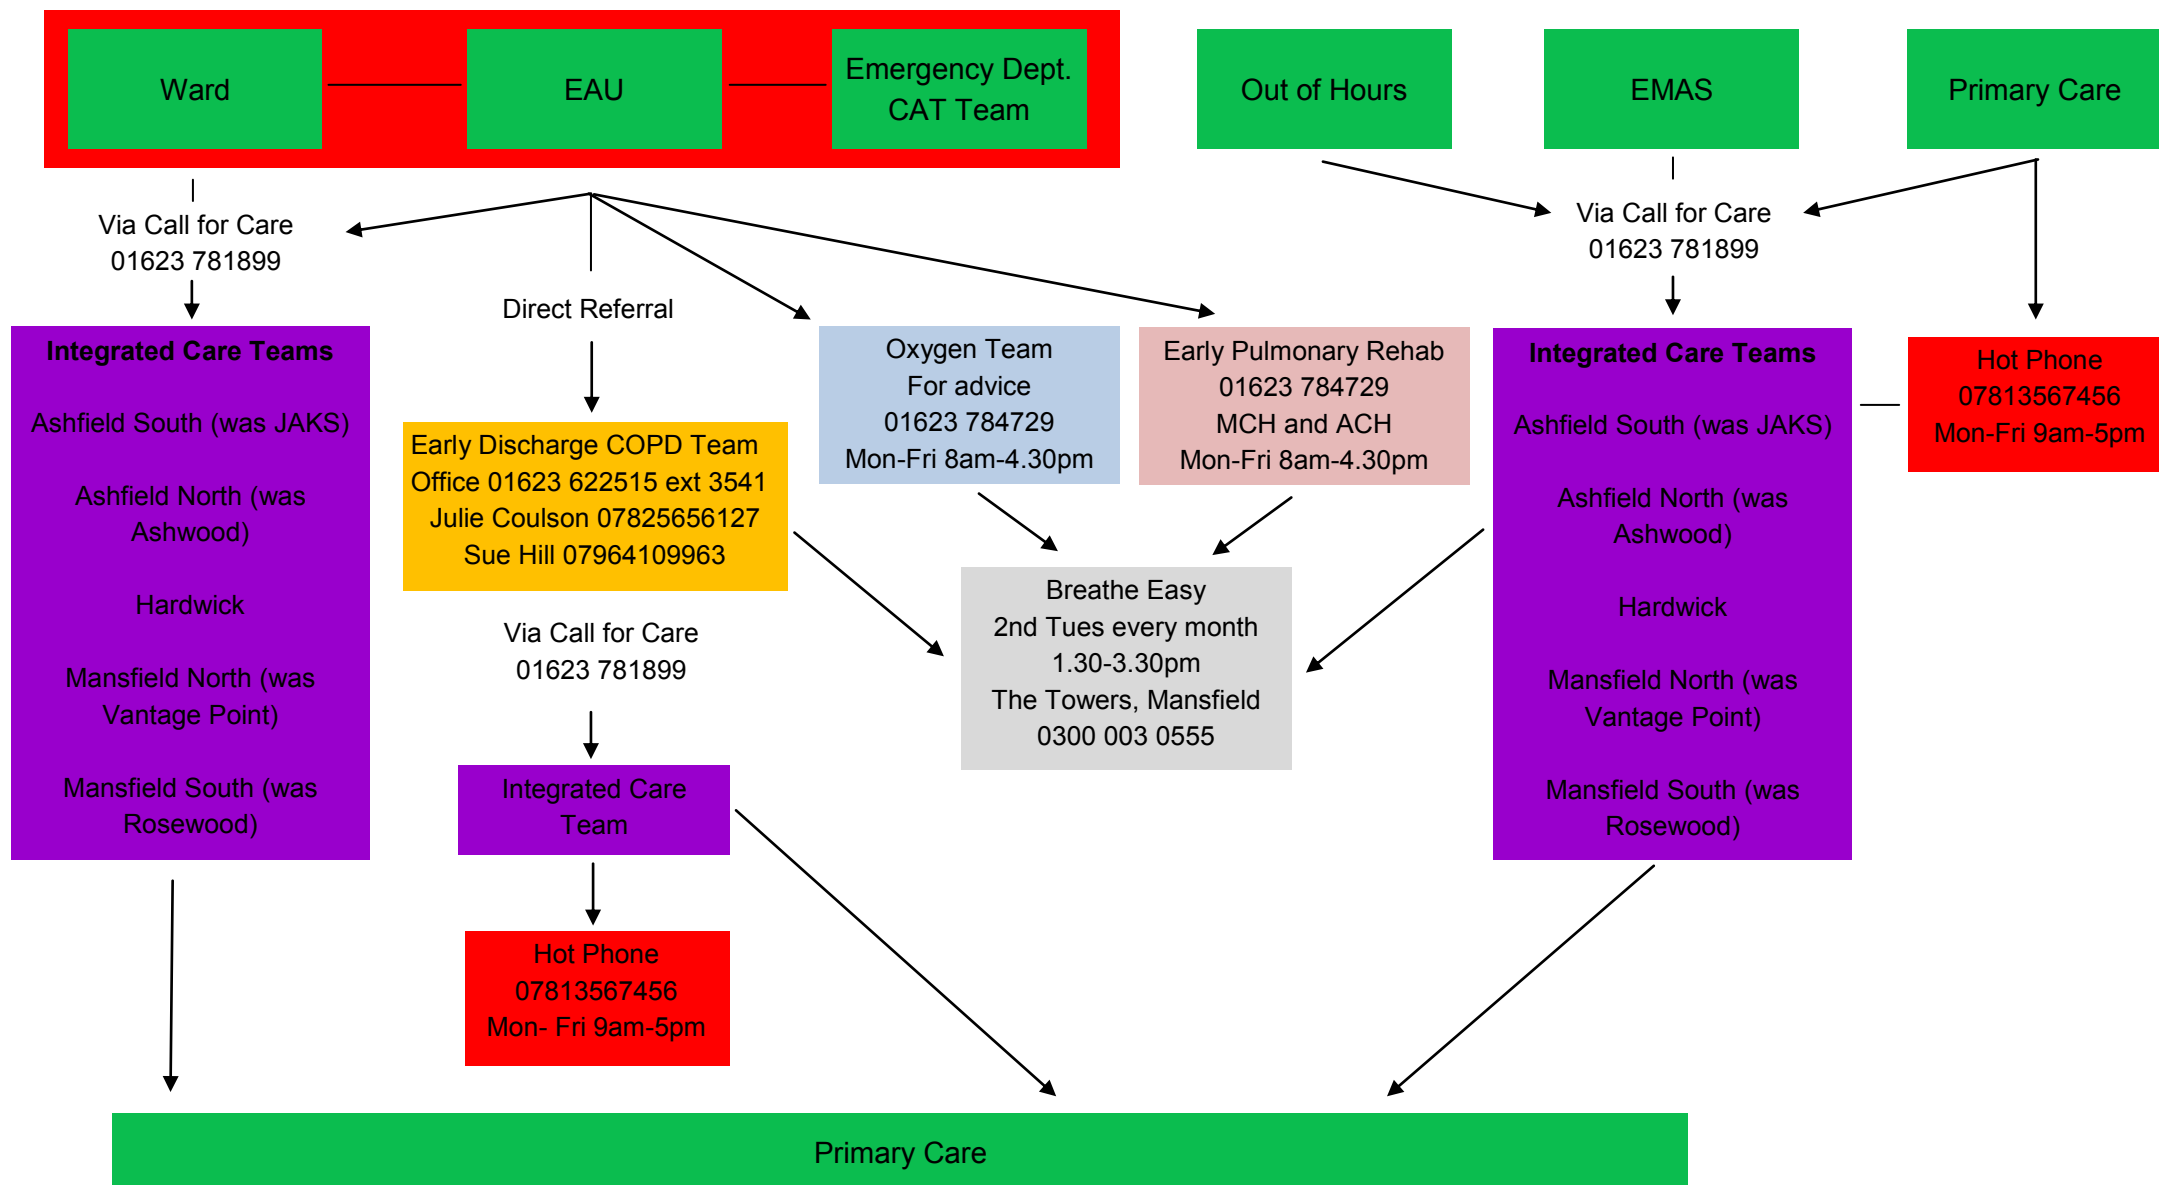 Ward
EAU
Emergency Dept.
CAT Team
Out of Hours
EMAS
Primary Care
Via Call for Care
01623 781899
Via Call for Care
01623 781899
Direct Referral
Integrated Care Teams
Ashfield South (was JAKS)
Ashfield North (was
Ashwood)
Hardwick
Mansfield North (was
Vantage Point)
Mansfield South (was
Rosewood)
Early Discharge COPD Team
Office 01623 622515 ext 3541
Julie Coulson 07825656127
Sue Hill 07964109963
Oxygen Team
For advice
01623 784729
Mon-Fri 8am-4.30pm
Early Pulmonary Rehab
01623 784729
MCH and ACH
Mon-Fri 8am-4.30pm
Integrated Care Teams
Ashfield South (was JAKS)
Ashfield North (was
Ashwood)
Hardwick
Mansfield North (was
Vantage Point)
Mansfield South (was
Rosewood)
Hot Phone
07813567456
Mon-Fri 9am-5pm
Breathe Easy
2nd Tues every month
1.30-3.30pm
The Towers, Mansfield
0300 003 0555
Via Call for Care
01623 781899
Integrated Care
Team
Hot Phone
07813567456
Mon- Fri 9am-5pm
Primary Care